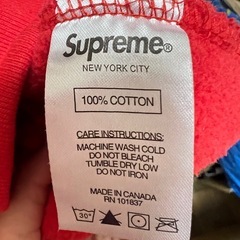 Supreme®
NEW YORK CITY
100% COTTON
CARE INSTRUCTIONS:
MACHINE WASH COLD
DO NOT BLEACH
TUMBLE DRY LOW
DO NOT IRON
MADE IN CANADA
RN 101837
30°